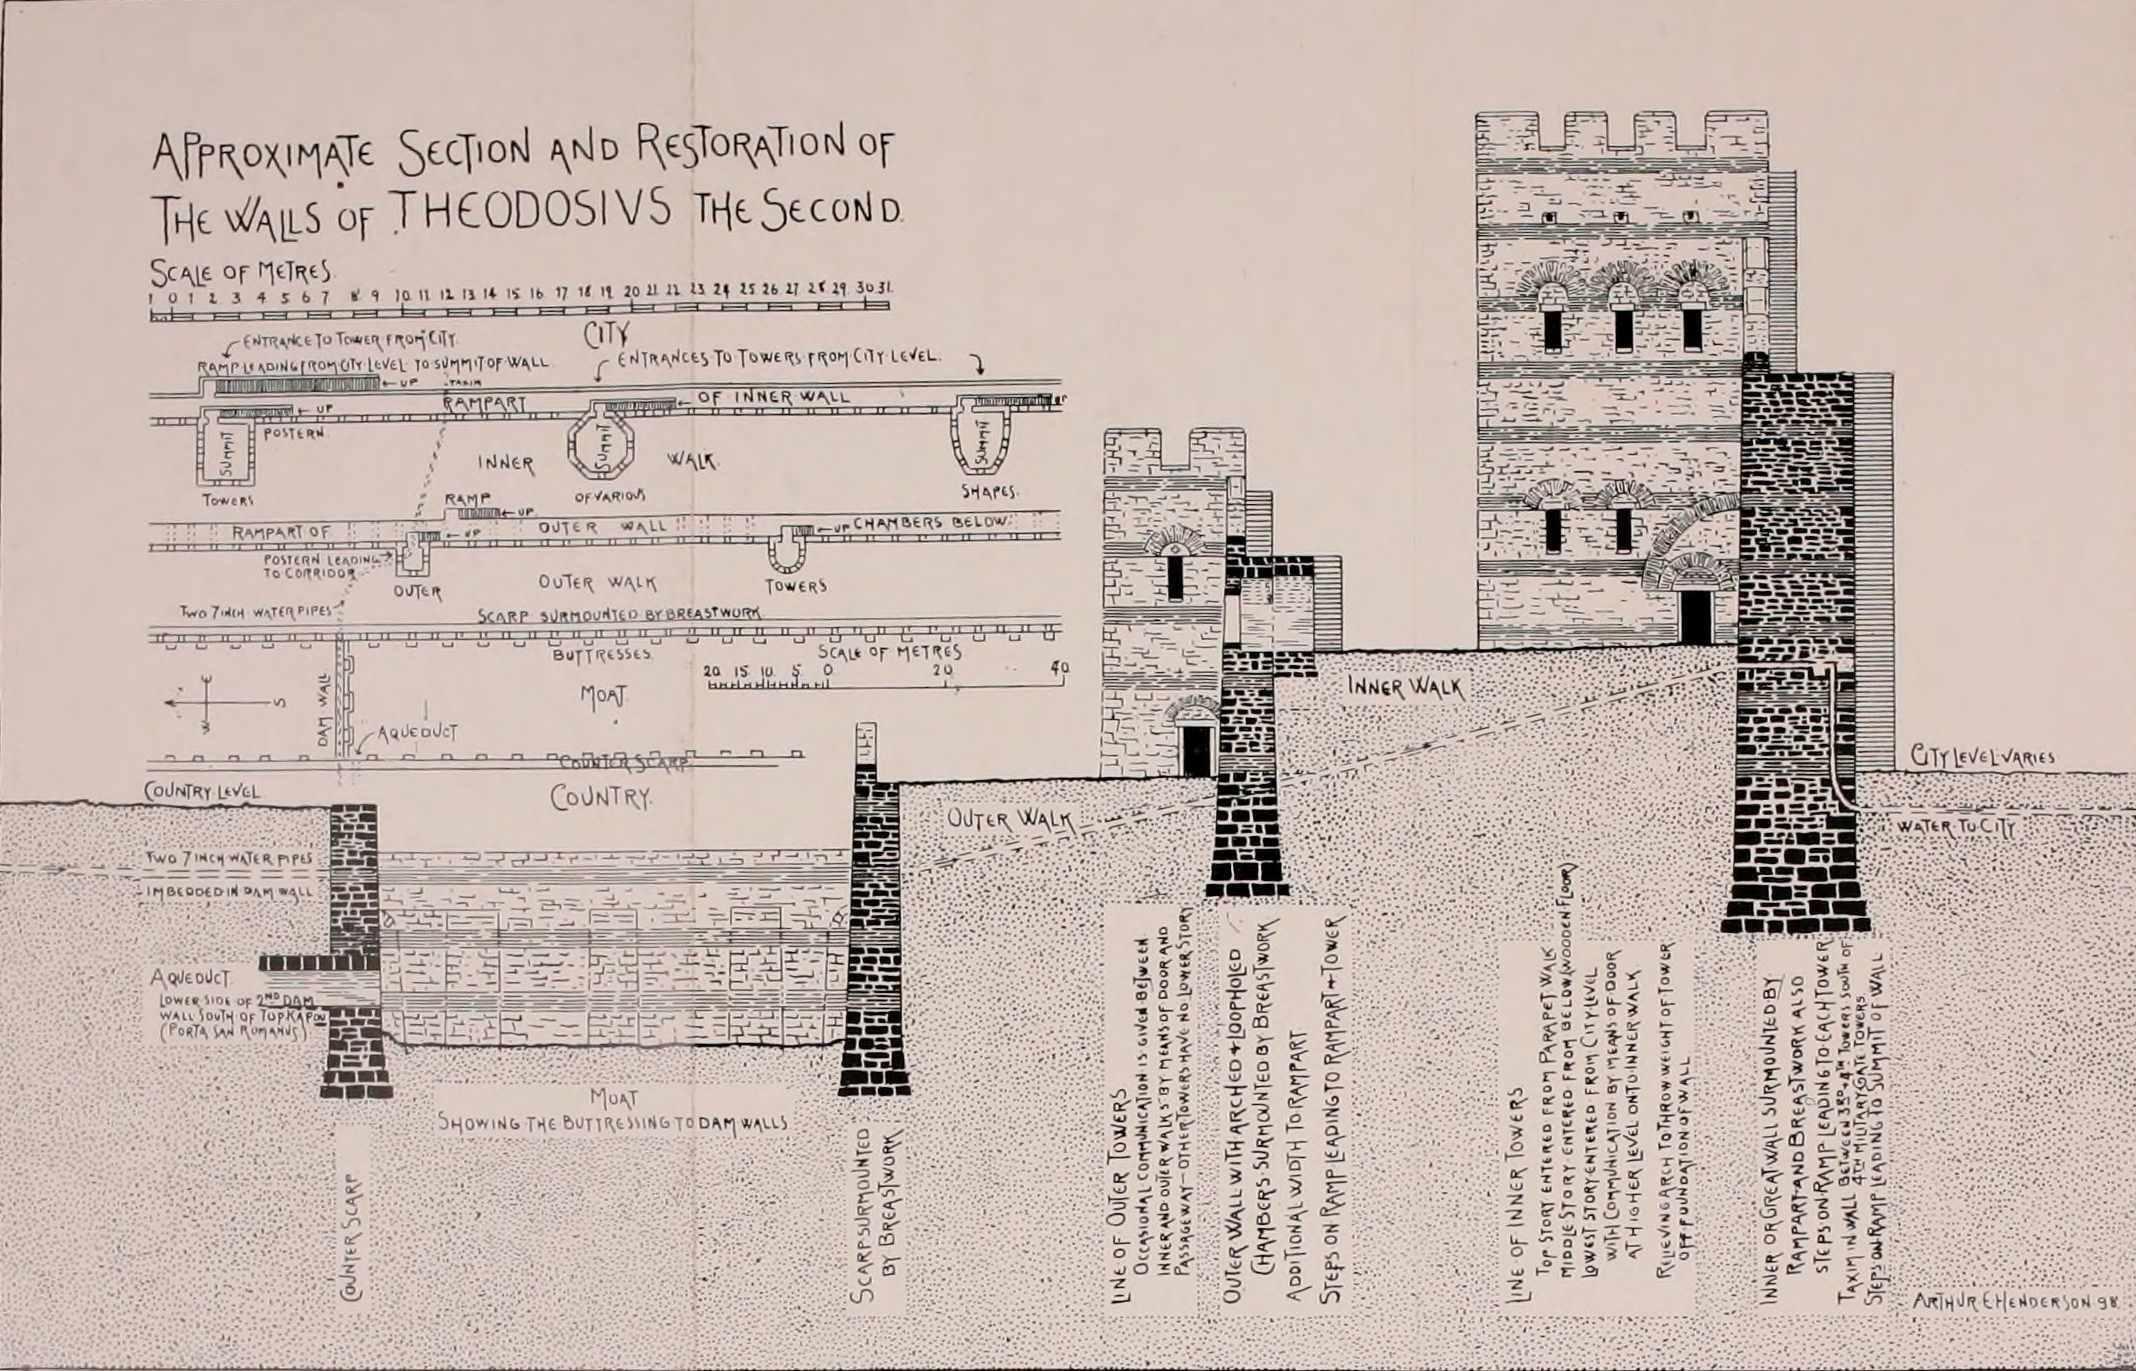 APPROXIMATE SECTION AND RESTORATION OF
THE WALLS OF THEODOSIVS THE SECOND.
SCALE OF METRES.
1 0 1 2 3 4 5 6 7 8 9 10 11 12 13 14 15 16 17 18 19 20 21 22 23 24 25 26 27 28 29 30 31
CITY
ENTRANCE TO TOWER FROM CITY.
RAMP LEADING FROM CITY LEVEL TO SUMMIT OF WALL
ENTRANCES TO TOWERS FROM CITY LEVEL.
UP
TAXIM
UP
RAMPART
OF INNER WALL
UP
SUMMIT
POSTERN
SUMMIT
SUMMIT
INNER WALK.
TOWERS
OF VARIOUS
SHAPES.
RAMP
UP
RAMPART OF
UP
OUTER WALL
UP
CHAMBERS BELOW
POSTERN LEADING
TO CORRIDOR
OUTER
OUTER WALK
TOWERS
TWO 7 INCH WATER PIPES
SCARP SURMOUNTED BY BREASTWORK
BUTTRESSES.
SCALE OF METRES
20 15 10 5 0 20 40
DAM WALL
MOAT.
E
S
W
AQUEDUCT
COUNTER SCARP
COUNTRY LEVEL
COUNTRY.
TWO 7 INCH WATER PIPES
IMBEDDED IN DAM WALL
AQUEDUCT
LOWER SIDE OF 2ND DAM
WALL SOUTH OF TOP KAPOU
(PORTA SAN ROMANUS)
MOAT
SHOWING THE BUTTRESSING TO DAM WALLS
OUTER WALK
INNER WALK
CITY LEVEL VARIES
WATER TO CITY
COUNTER SCARP
SCARP SURMOUNTED
BY BREASTWORK
LINE OF OUTER TOWERS
OCCASIONAL COMMUNICATION IS GIVEN BETWEEN
INNER AND OUTER WALKS BY MEANS OF DOOR AND
PASSAGEWAY - OTHER TOWERS HAVE NO LOWER STORY
OUTER WALL WITH ARCHED + LOOPHOLED
CHAMBERS SURMOUNTED BY BREASTWORK
ADDITIONAL WIDTH TO RAMPART
STEPS ON RAMP LEADING TO RAMPART + TOWER
LINE OF INNER TOWERS
TOP STORY ENTERED FROM PARAPET WALK
MIDDLE STORY ENTERED FROM BELOW (WOODEN FLOOR)
LOWEST STORY ENTERED FROM CITY LEVEL
WITH COMMUNICATION BY MEANS OF DOOR
AT HIGHER LEVEL ONTO INNER WALK.
RELIEVING ARCH TO THROW WEIGHT OF TOWER
OFF FOUNDATION OF WALL
INNER OR GREAT WALL SURMOUNTED BY
RAMPART AND BREASTWORK ALSO
STEPS ON RAMP LEADING TO EACH TOWER
TAXIM IN WALL BETWEEN 3RD + 4TH TOWERS SOUTH OF
4TH MILITARY GATE TOWERS
STEPS ON RAMP LEADING TO SUMMIT OF WALL
ARTHUR E HENDERSON 98.